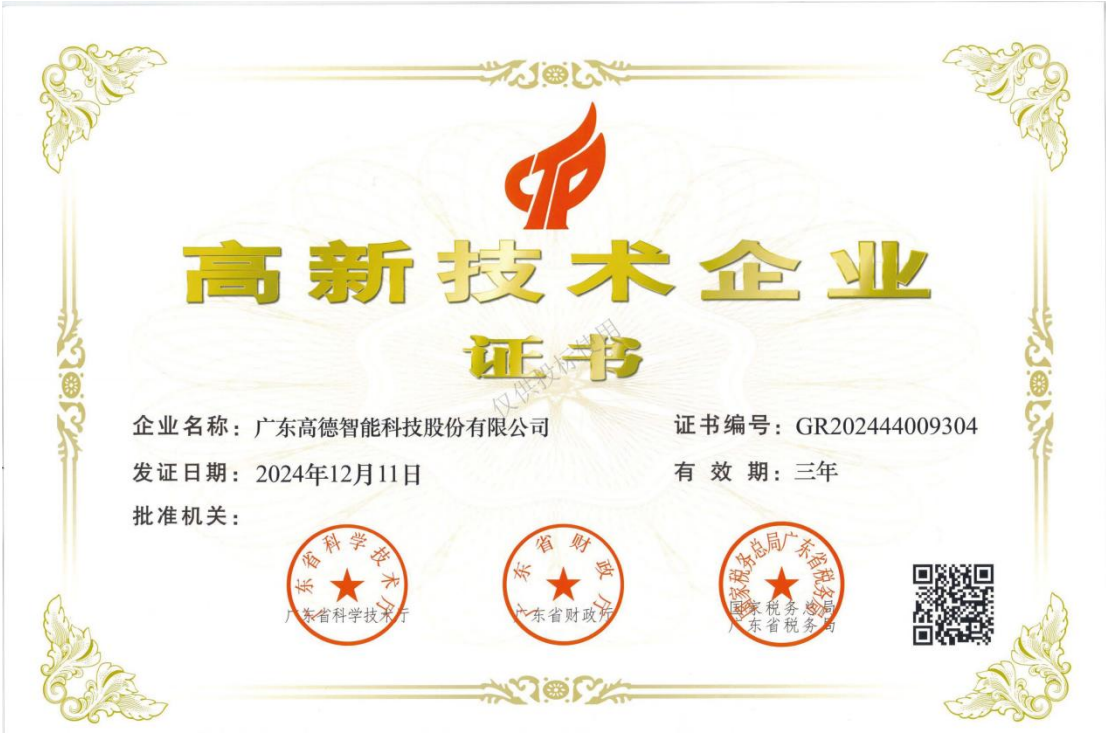 CTP
高新技术企业
证书
仅供投标使用
企业名称：广东高德智能科技股份有限公司
证书编号：GR202444009304
发证日期：2024年12月11日
有效期：三年
批准机关：
广东省科学技术厅
广东省科学技术厅
广东省财政厅
广东省财政厅
国家税务总局广东省税务局
国家税务总局
广东省税务局